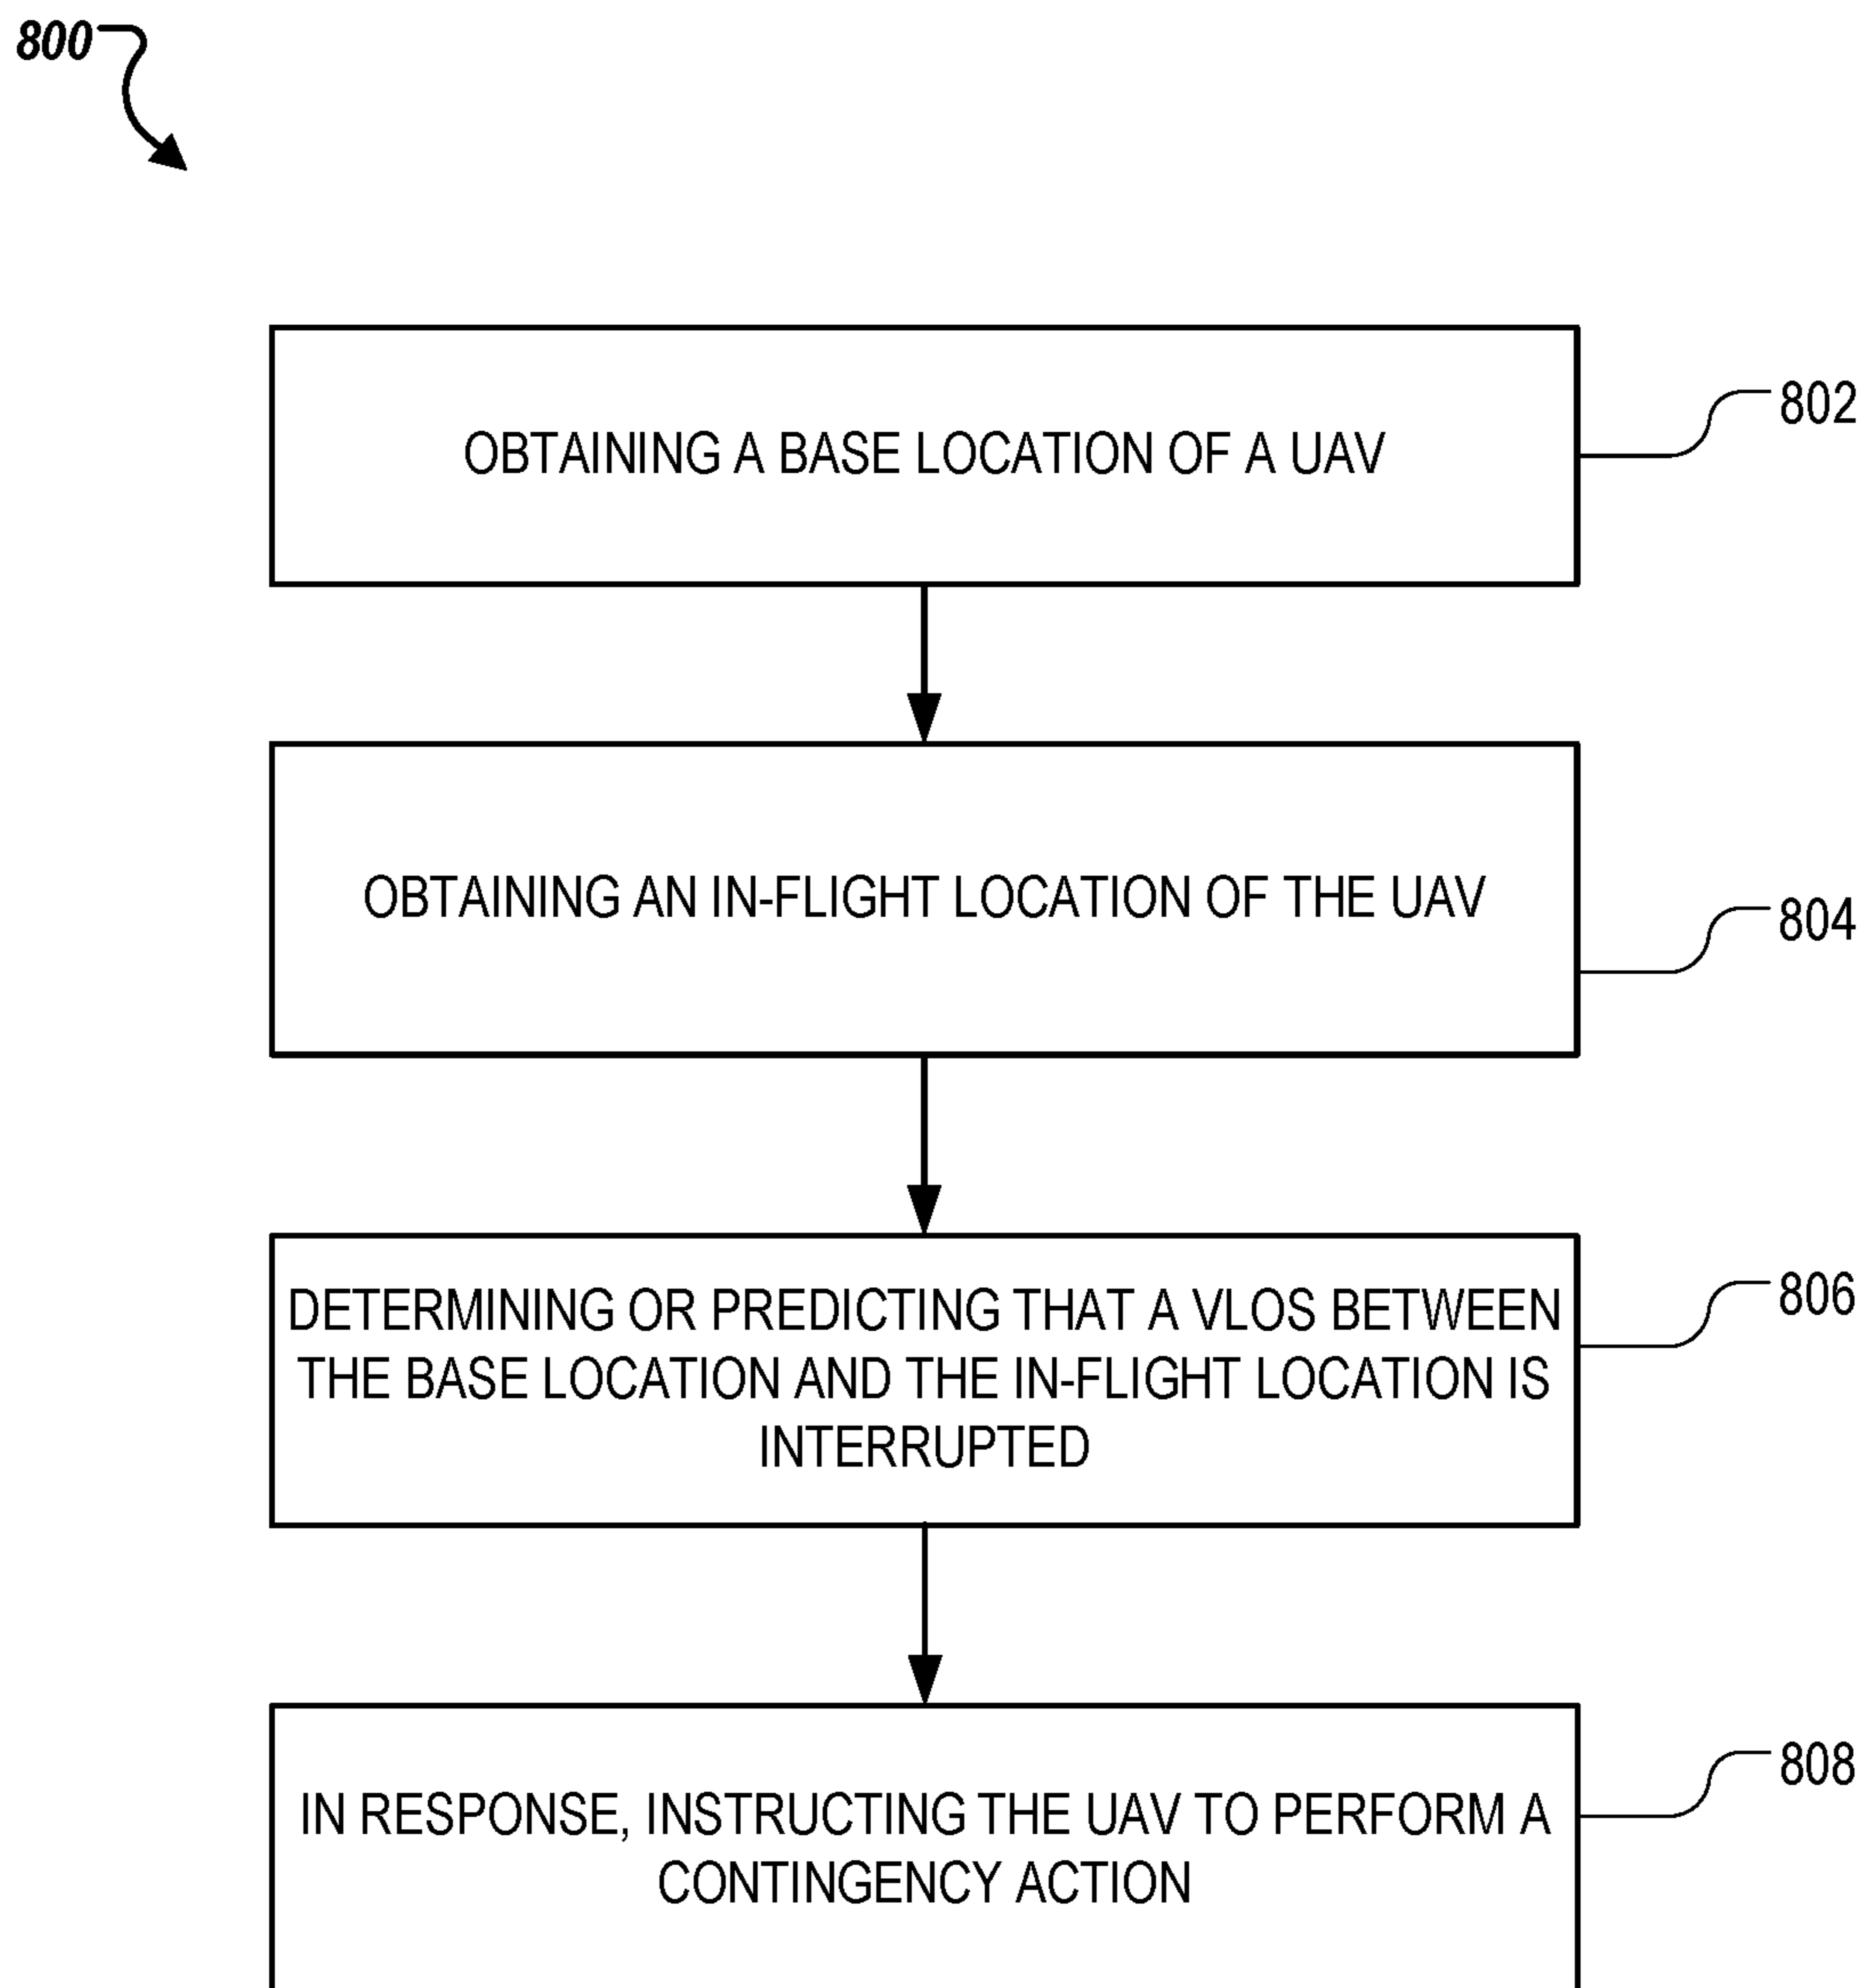 800
OBTAINING A BASE LOCATION OF A UAV
802
OBTAINING AN IN-FLIGHT LOCATION OF THE UAV
804
DETERMINING OR PREDICTING THAT A VLOS BETWEEN
THE BASE LOCATION AND THE IN-FLIGHT LOCATION IS
INTERRUPTED
806
IN RESPONSE, INSTRUCTING THE UAV TO PERFORM A
CONTINGENCY ACTION
808